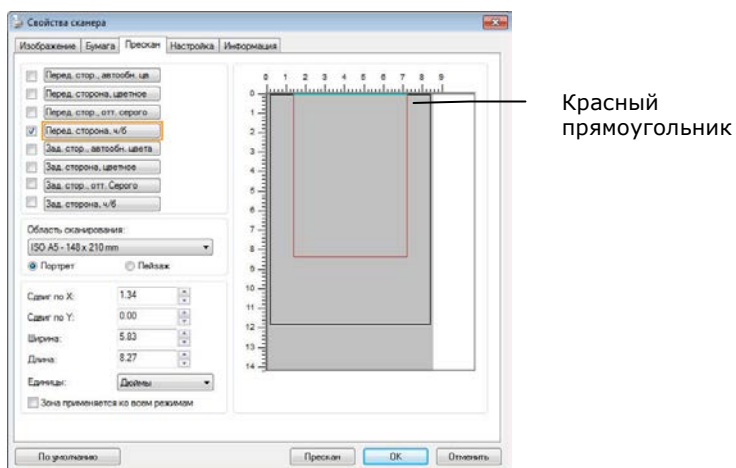 Свойства сканера
Изображение Бумага Прескан Настройка Информация
Перед. стор., автообн. цв
Перед. сторона, цветное
Перед. стор., отт. серого
Перед. сторона, ч/б
Зад. стор., автообн. цвета
Зад. сторона, цветное
Зад. стор., отт. Серого
Зад. сторона, ч/б
Область сканирования:
ISO A5 - 148 x 210 mm
Портрет Пейзаж
Сдвиг по X: 1.34
Сдвиг по Y: 0.00
Ширина: 5.83
Длина: 8.27
Единицы: Дюймы
Зона применяется ко всем режимам
0 1 2 3 4 5 6 7 8 9
0
1
2
3
4
5
6
7
8
9
10
11
12
13
14
Красный
прямоугольник
По умолчанию Прескан OK Отменить